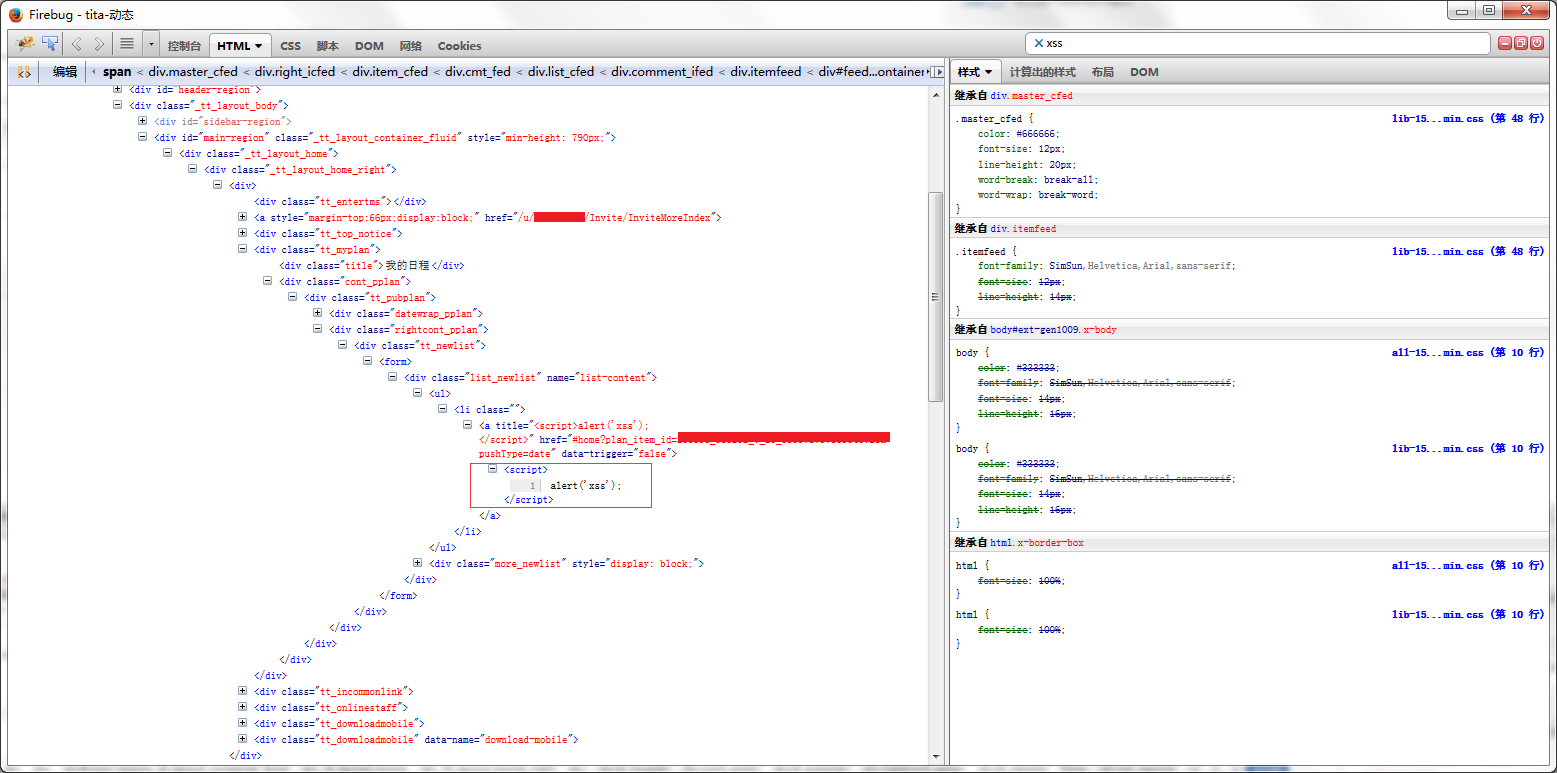 Firebug - tita-动态
控制台 HTML CSS 脚本 DOM 网络 Cookies
xss
编辑 span < div.master_cfed < div.right_icfed < div.item_cfed < div.cmt_fed < div.list_cfed < div.comment_ifed < div.itemfeed < div#feed...ontainer
<div id="header-region">
<div class="_tt_layout_body">
<div id="sidebar-region">
<div id="main-region" class="_tt_layout_container_fluid" style="min-height: 790px;">
<div class="_tt_layout_home">
<div class="_tt_layout_home_right">
<div>
<div class="tt_entertms"></div>
<a style="margin-top:66px;display:block;" href="/u/ /Invite/InviteMoreIndex">
<div class="tt_top_notice">
<div class="tt_myplan">
<div class="title">我的日程</div>
<div class="cont_pplan">
<div class="tt_pubplan">
<div class="datewrap_pplan">
<div class="rightcont_pplan">
<div class="tt_newlist">
<form>
<div class="list_newlist" name="list-content">
<ul>
<li class="">
<a title="<script>alert('xss');
</script>" href="#home?plan_item_id=
pushType=date" data-trigger="false">
<script>
1 alert('xss');
</script>
</a>
</li>
</ul>
<div class="more_newlist" style="display: block;">
</div>
</form>
</div>
</div>
</div>
</div>
</div>
<div class="tt_incommonlink">
<div class="tt_onlinestaff">
<div class="tt_downloadmobile">
<div class="tt_downloadmobile" data-name="download-mobile">
</div>
样式 计算出的样式 布局 DOM
继承自 div.master_cfed
.master_cfed { lib-15...min.css (第 48 行)
color: #666666;
font-size: 12px;
line-height: 20px;
word-break: break-all;
word-wrap: break-word;
}
继承自 div.itemfeed
.itemfeed { lib-15...min.css (第 48 行)
font-family: SimSun,Helvetica,Arial,sans-serif;
font-size: 12px;
line-height: 14px;
}
继承自 body#ext-gen1009.x-body
body { all-15...min.css (第 10 行)
color: #333333;
font-family: SimSun,Helvetica,Arial,sans-serif;
font-size: 14px;
line-height: 16px;
}
body { lib-15...min.css (第 10 行)
color: #333333;
font-family: SimSun,Helvetica,Arial,sans-serif;
font-size: 14px;
line-height: 16px;
}
继承自 html.x-border-box
html { all-15...min.css (第 10 行)
font-size: 100%;
}
html { lib-15...min.css (第 10 行)
font-size: 100%;
}